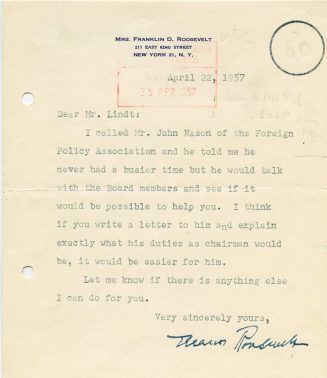 MRS. FRANKLIN D. ROOSEVELT
211 EAST 62ND STREET
NEW YORK 21, N. Y.
April 22, 1957
25 APR 1957
Dear Mr. Lindt:
I called Mr. John Nason of the Foreign
Policy Association and he told me he
never had a busier time but he would talk
with the Board members and see if it
would be possible to help you. I think
if you write a letter to him and explain
exactly what his duties as chairman would
be, it would be easier for him.
Let me know if there is anything else
I can do for you.
Very sincerely yours,
Eleanor Roosevelt